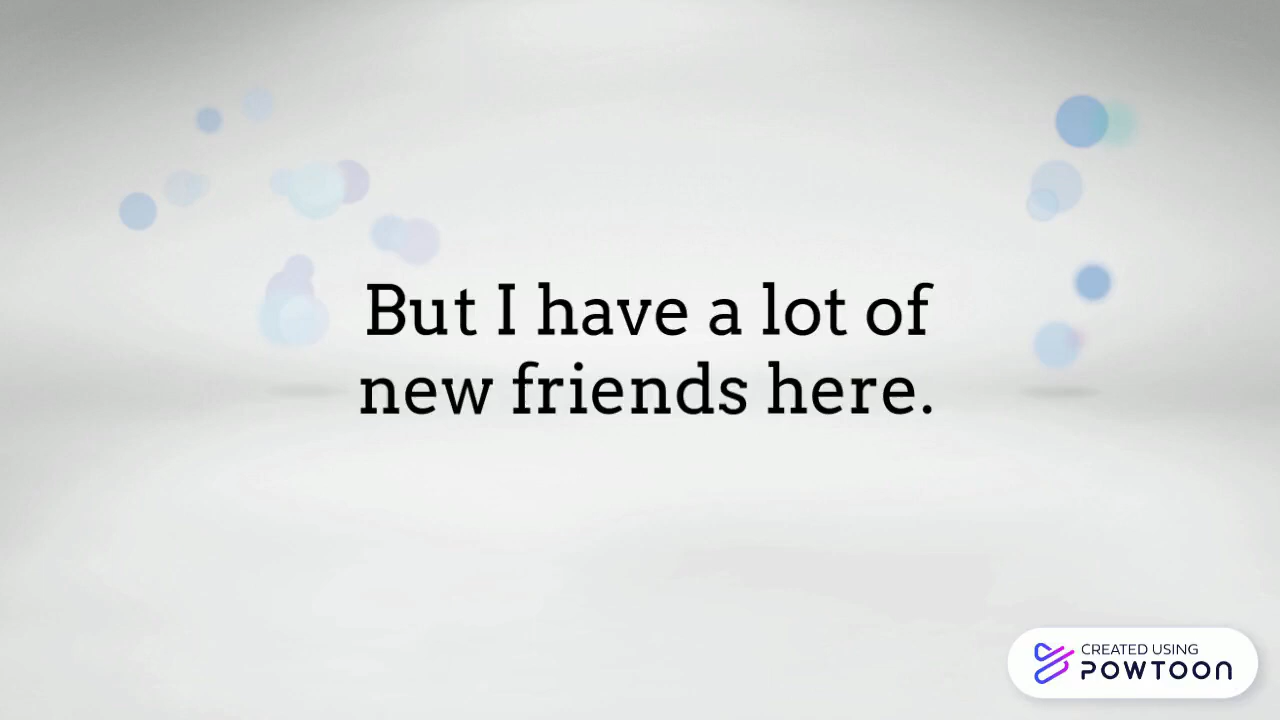 But I have a lot of
new friends here.
CREATED USING
POWTOON